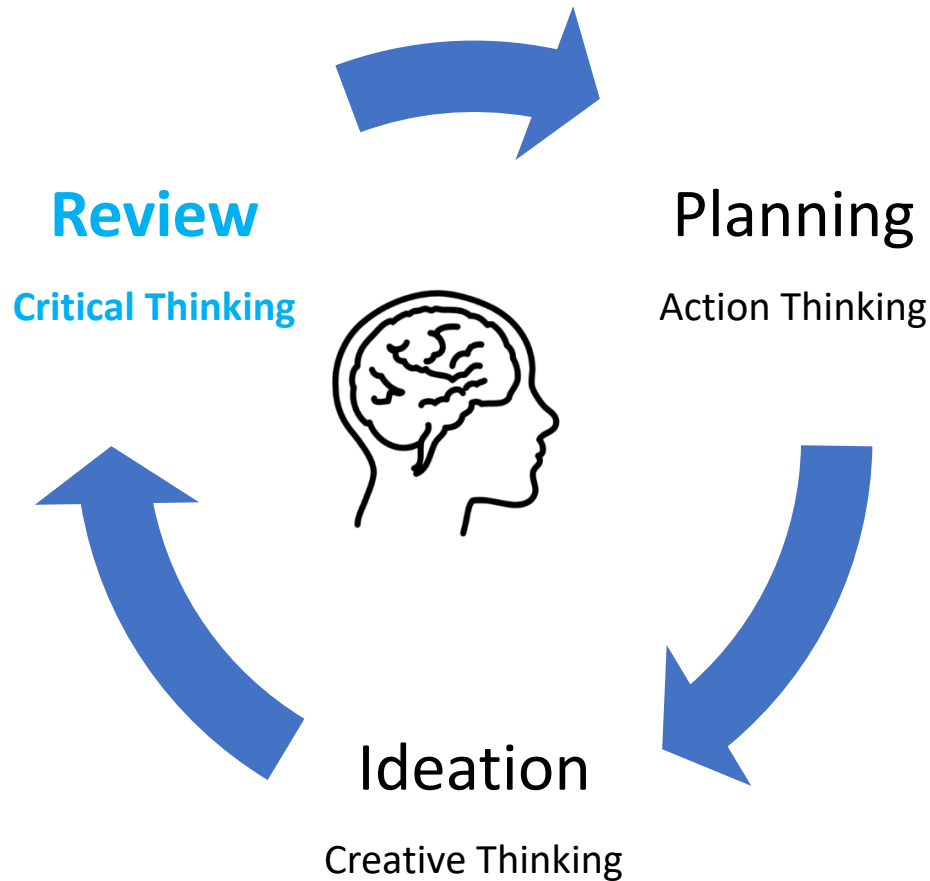 Review
Critical Thinking
Planning
Action Thinking
Ideation
Creative Thinking